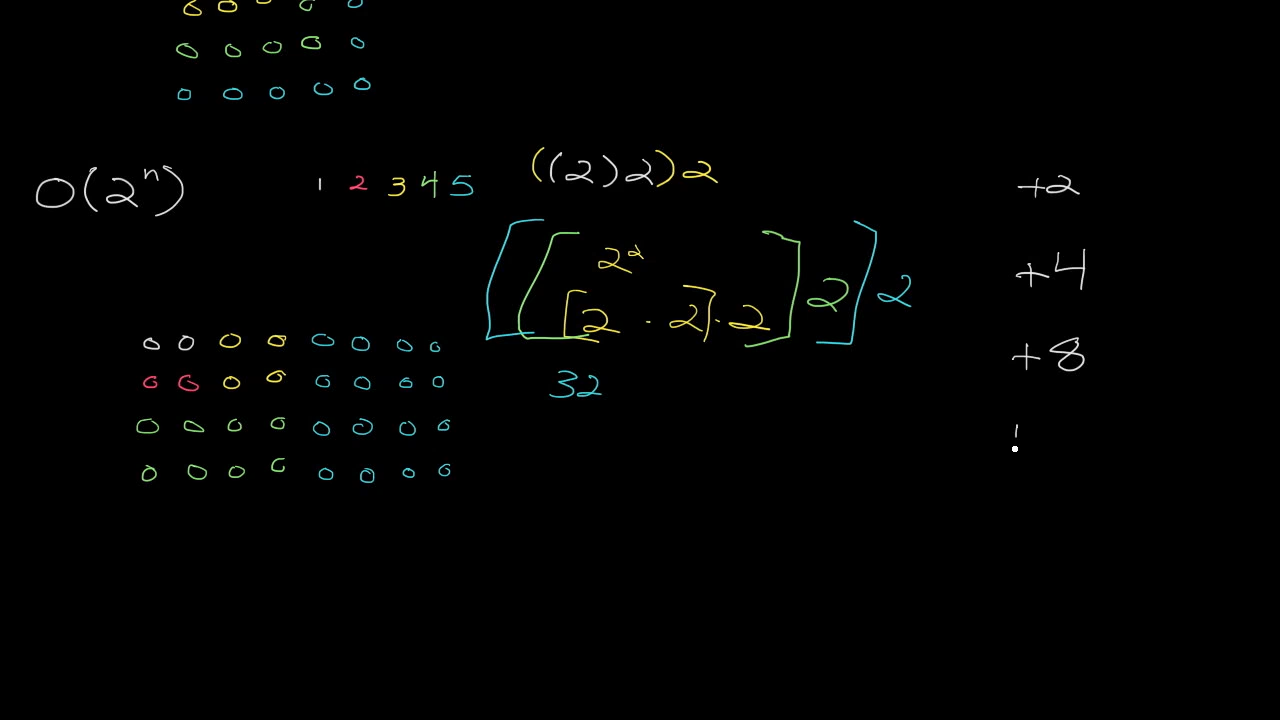 O(2ⁿ)
1 2 3 4 5
((2)2)2
+2
[[2²
[2 · 2] · 2]2]2
+4
+8
32